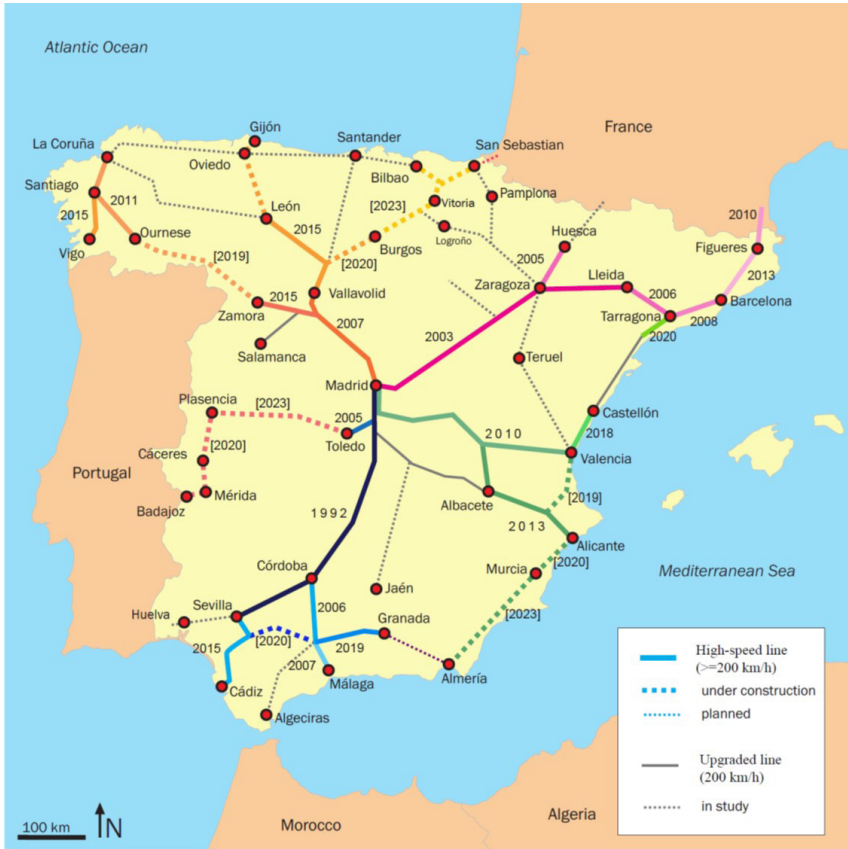 Atlantic Ocean
Gijón
La Coruña
Oviedo
Santander
San Sebastian
France
Bilbao
Santiago
2011
León
Vitoria
Pamplona
2015
2015
[2023]
Vigo
Ournese
Burgos
Logroño
Huesca
2010
[2019]
[2020]
2005
Figueres
Zaragoza
Lleida
2013
Vallavolid
2006
Barcelona
Zamora
2015
2007
Tarragona
2008
2003
2020
Salamanca
Teruel
Madrid
Plasencia
[2023]
2005
Castellón
Toledo
2010
2018
Cáceres
[2020]
Valencia
Portugal
Mérida
Albacete
[2019]
Badajoz
1992
2013
Alicante
Córdoba
Murcia
[2020]
Mediterranean Sea
Huelva
Sevilla
2006
Jaén
Granada
[2023]
2015
[2020]
2019
2007
Cádiz
Málaga
Almería
Algeciras
High-speed line
(>=200 km/h)
under construction
planned
Upgraded line
(200 km/h)
in study
100 km
N
Morocco
Algeria